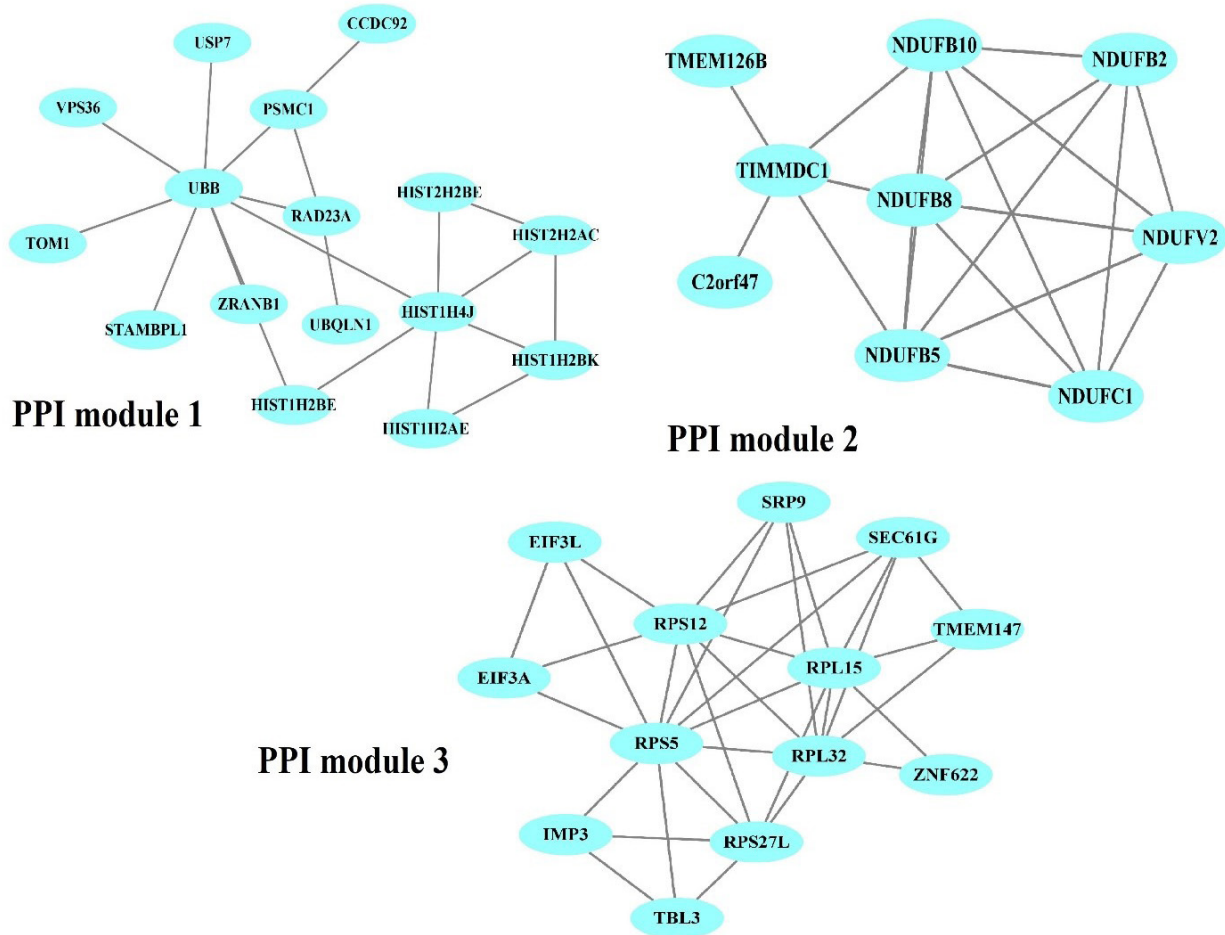 CCDC92
USP7
VPS36
PSMC1
UBB
HIST2H2BE
RAD23A
TOM1
HIST2H2AC
ZRANB1
HIST1H4J
STAMBPL1
UBQLN1
HIST1H2BK
HIST1H2BE
HIST1H2AE
PPI module 1
NDUFB10
TMEM126B
NDUFB2
TIMMDC1
NDUFB8
NDUFV2
C2orf47
NDUFB5
NDUFC1
PPI module 2
SRP9
EIF3L
SEC61G
RPS12
TMEM147
RPL15
EIF3A
RPS5
RPL32
ZNF622
PPI module 3
IMP3
RPS27L
TBL3